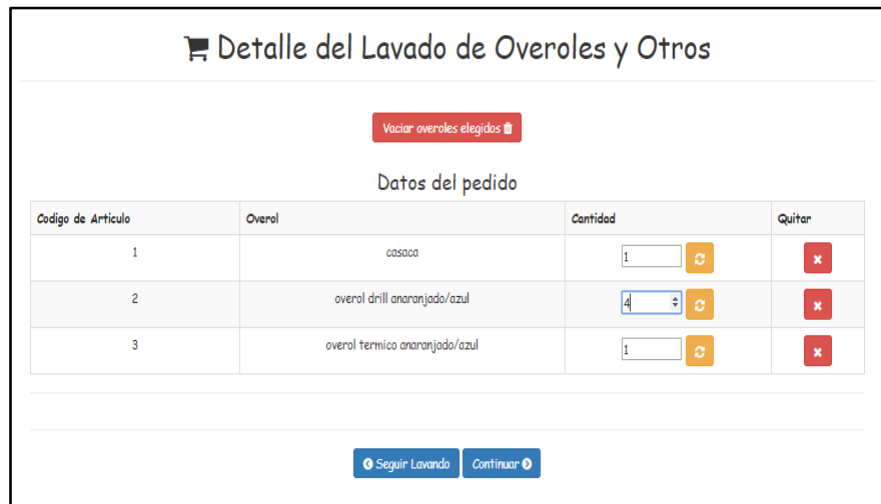 Detalle del Lavado de Overoles y Otros
Vaciar overoles elegidos
Datos del pedido
Codigo de Articulo Overol Cantidad Quitar
1 casaca 1
2 overol drill anaranjado/azul 4
3 overol termico anaranjado/azul 1
Seguir Lavando Continuar